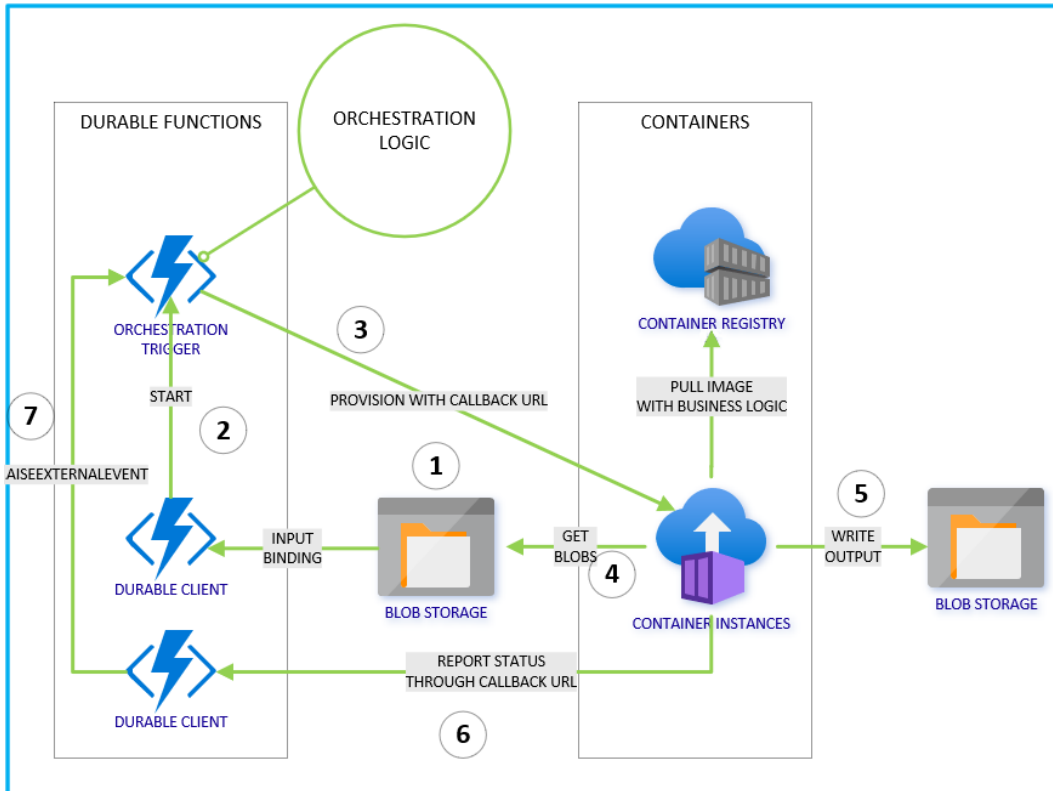 DURABLE FUNCTIONS
ORCHESTRATION
LOGIC
CONTAINERS
ORCHESTRATION
TRIGGER
CONTAINER REGISTRY
3
START
PROVISION WITH CALLBACK URL
PULL IMAGE
WITH BUSINESS LOGIC
7
2
AISEEXTERNALEVENT
1
5
INPUT
BINDING
GET
BLOBS
4
WRITE
OUTPUT
DURABLE CLIENT
BLOB STORAGE
CONTAINER INSTANCES
BLOB STORAGE
REPORT STATUS
THROUGH CALLBACK URL
DURABLE CLIENT
6